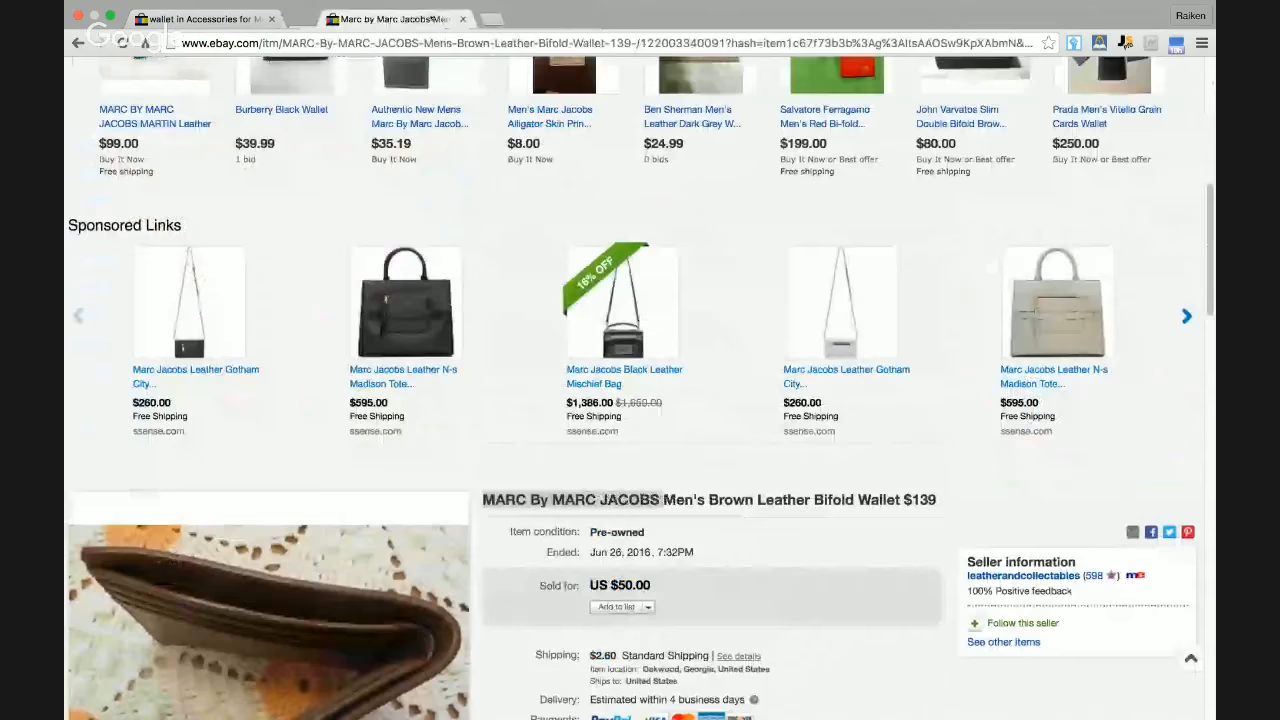 wallet in Accessories for M
Marc by Marc Jacobs Men
Raiken
Google
www.ebay.com/itm/MARC-By-MARC-JACOBS-Mens-Brown-Leather-Bifold-Wallet-139-/122003340091?hash=item1c67f73b3b%3Ag%3AItsAAOSw9KpXAbmN&...
MARC BY MARC
JACOBS MARTIN Leather
$99.00
Buy It Now
Free shipping
Burberry Black Wallet
$39.99
1 bid
Authentic New Mens
Marc By Marc Jacob...
$35.19
Buy It Now
Men's Marc Jacobs
Alligator Skin Prin...
$8.00
Buy It Now
Ben Sherman Men's
Leather Dark Grey W...
$24.99
0 bids
Salvatore Ferragamo
Men's Red Bi-fold...
$199.00
Buy It Now or Best offer
Free shipping
John Varvatos Slim
Double Bifold Brow...
$80.00
Buy It Now or Best offer
Free shipping
Prada Men's Vitello Grain
Cards Wallet
$250.00
Buy It Now or Best offer
Sponsored Links
16% OFF
Marc Jacobs Leather Gotham
City...
$260.00
Free Shipping
ssense.com
Marc Jacobs Leather N-s
Madison Tote...
$595.00
Free Shipping
ssense.com
Marc Jacobs Black Leather
Mischief Bag
$1,386.00 $1,650.00
Free Shipping
ssense.com
Marc Jacobs Leather Gotham
City...
$260.00
Free Shipping
ssense.com
Marc Jacobs Leather N-s
Madison Tote...
$595.00
Free Shipping
ssense.com
MARC By MARC JACOBS Men's Brown Leather Bifold Wallet $139
Item condition: Pre-owned
Ended: Jun 26, 2016, 7:32PM
Sold for: US $50.00
Add to list
Shipping: $2.60 Standard Shipping | See details
Item location: Oakwood, Georgia, United States
Ships to: United States
Delivery: Estimated within 4 business days
Payments: PayPal VISA
Seller information
leatherandcollectables (598)
100% Positive feedback
Follow this seller
See other items